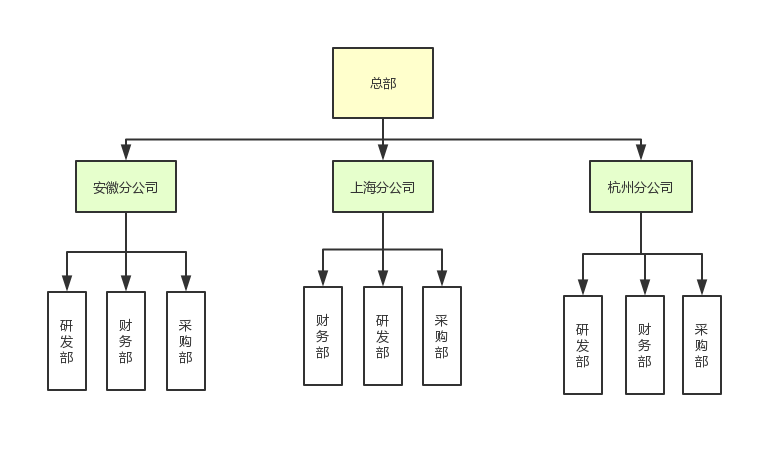 总部
安徽分公司
上海分公司
杭州分公司
研发部
财务部
采购部
财务部
研发部
采购部
研发部
财务部
采购部